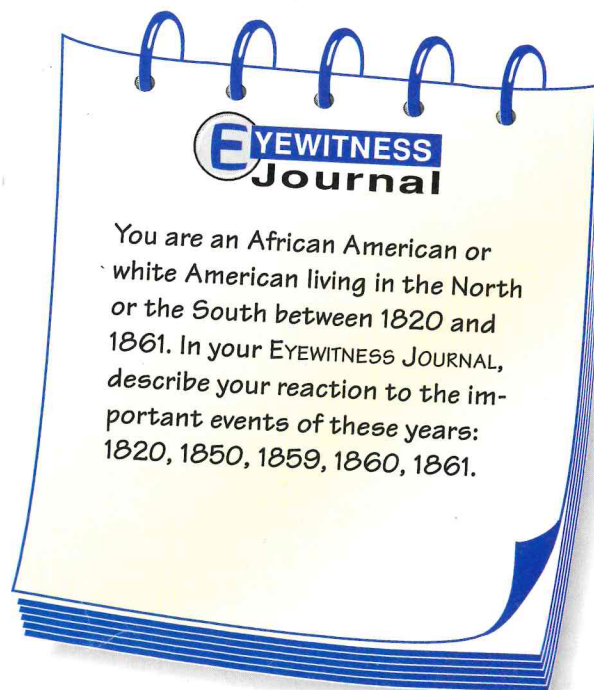 EYEWITNESS
Journal
You are an African American or
white American living in the North
or the South between 1820 and
1861. In your EYEWITNESS JOURNAL,
describe your reaction to the im-
portant events of these years:
1820, 1850, 1859, 1860, 1861.